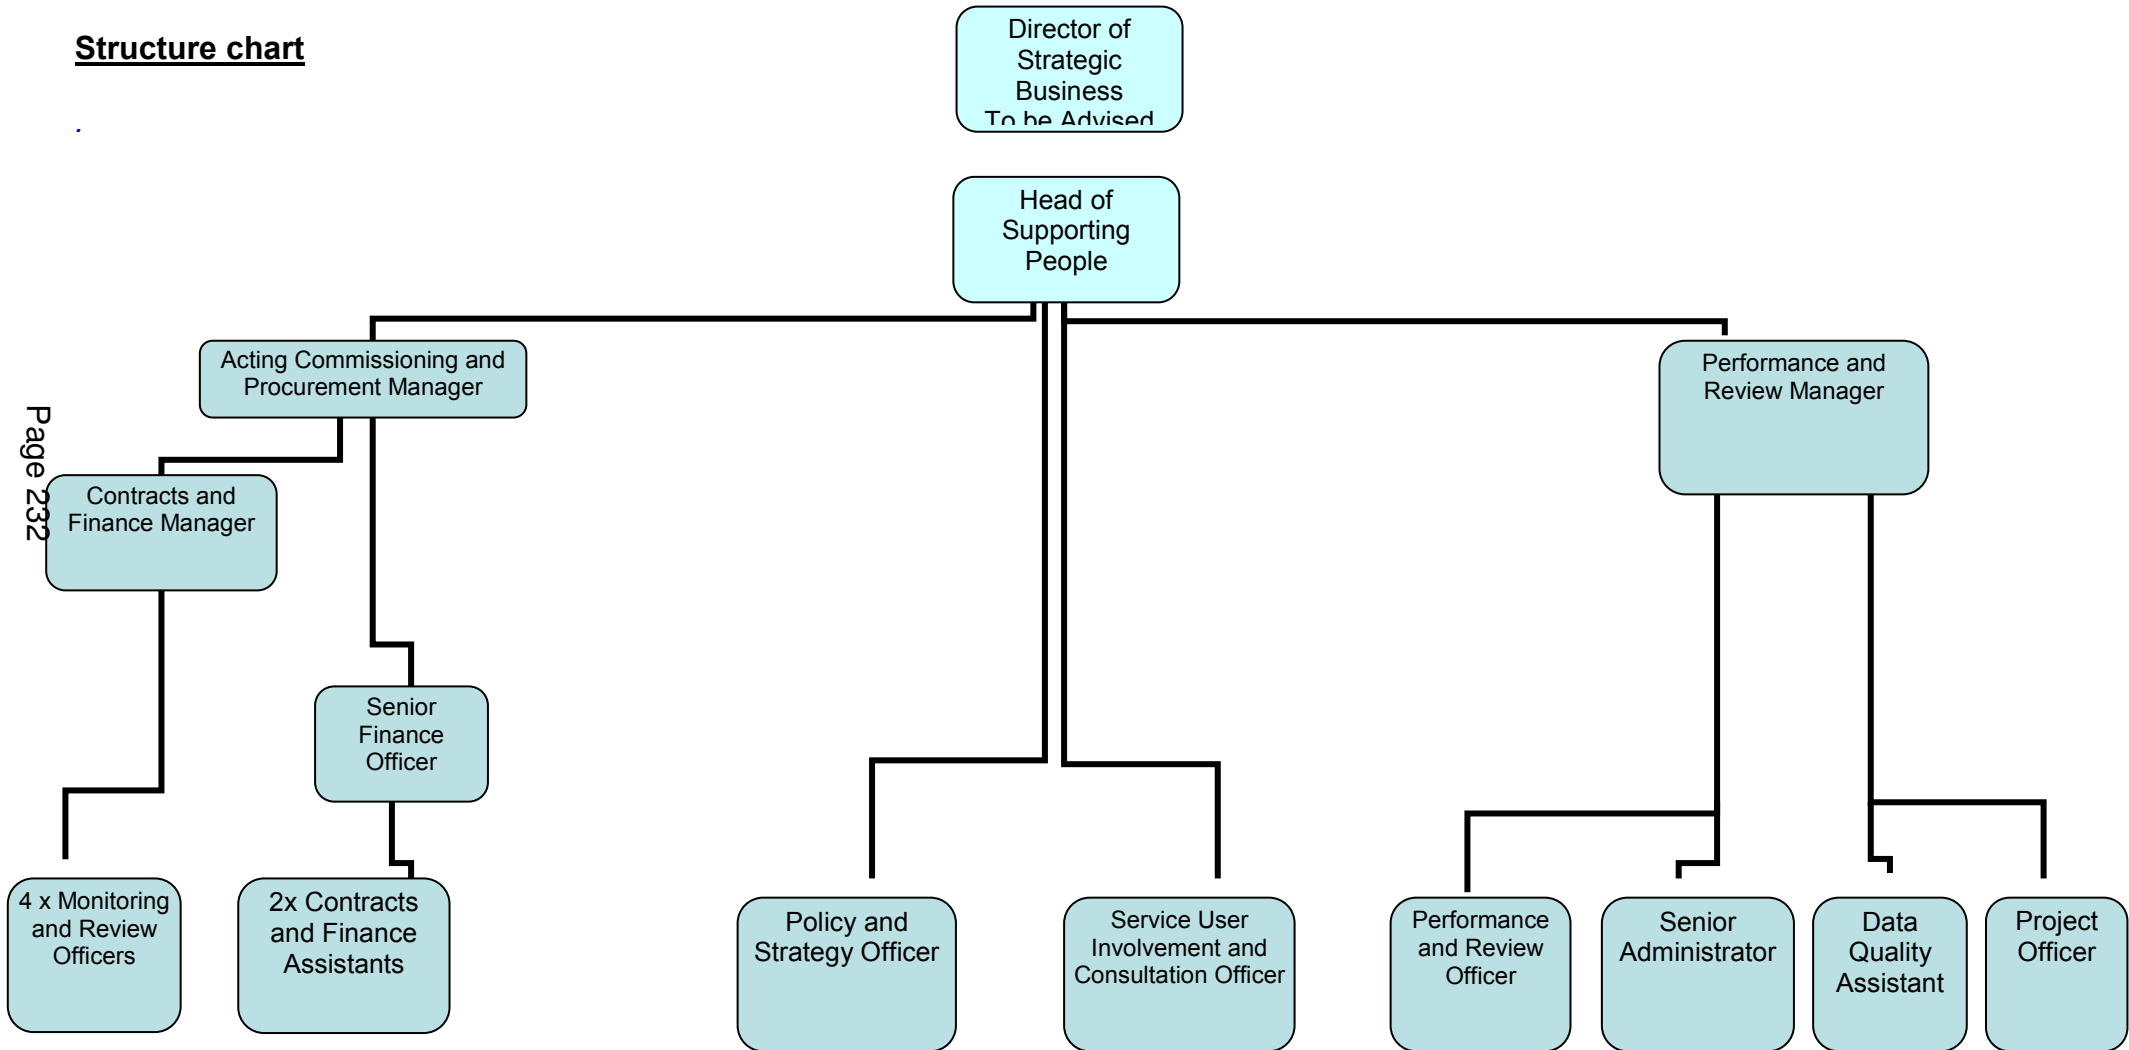 Structure chart
.
Director of
Strategic
Business
To be Advised
Head of
Supporting
People
Acting Commissioning and
Procurement Manager
Performance and
Review Manager
Page 232
Contracts and
Finance Manager
Senior
Finance
Officer
4 x Monitoring
and Review
Officers
2x Contracts
and Finance
Assistants
Policy and
Strategy Officer
Service User
Involvement and
Consultation Officer
Performance
and Review
Officer
Senior
Administrator
Data
Quality
Assistant
Project
Officer